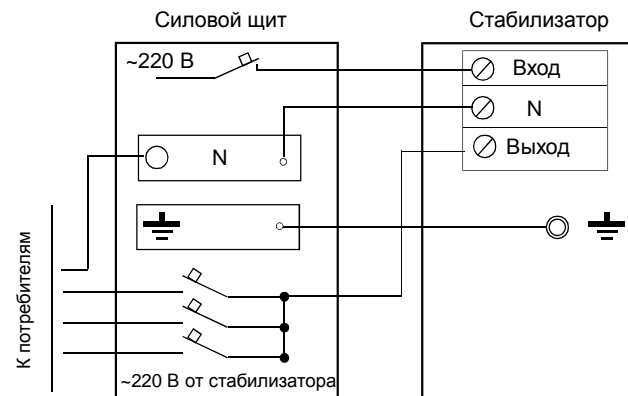 Силовой щит
Стабилизатор
~220 В
Вход
N
N
Выход
К потребителям
~220 В от стабилизатора